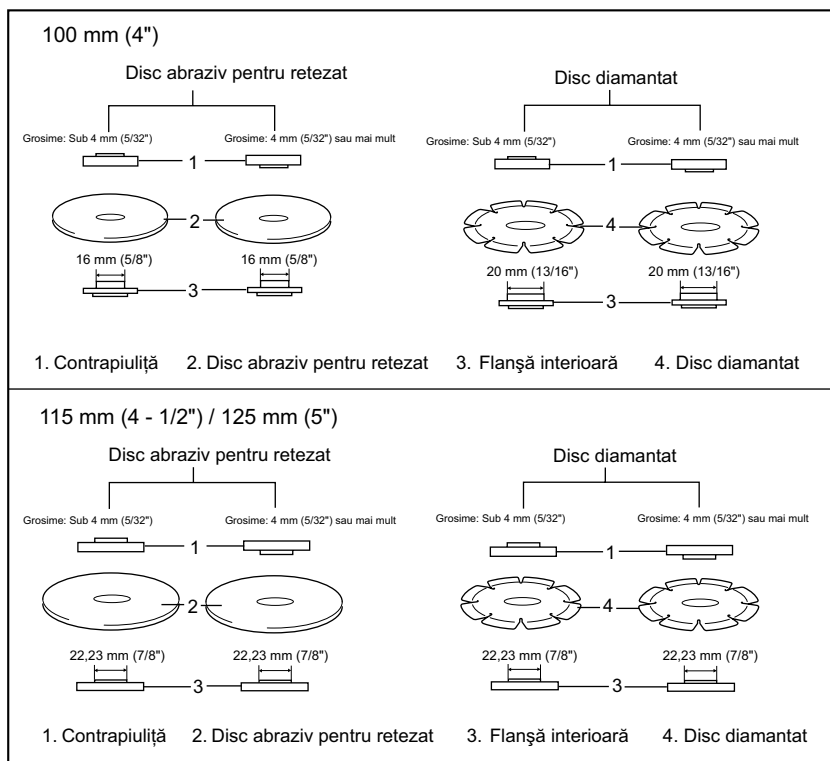 100 mm (4")
Disc abraziv pentru retezat
Disc diamantat
Grosime: Sub 4 mm (5/32")
Grosime: 4 mm (5/32") sau mai mult
Grosime: Sub 4 mm (5/32")
Grosime: 4 mm (5/32") sau mai mult
1
1
2
4
16 mm (5/8")
16 mm (5/8")
20 mm (13/16")
20 mm (13/16")
3
3
1. Contrapiuliţă 2. Disc abraziv pentru retezat 3. Flanşă interioară 4. Disc diamantat
115 mm (4 - 1/2") / 125 mm (5")
Disc abraziv pentru retezat
Disc diamantat
Grosime: Sub 4 mm (5/32")
Grosime: 4 mm (5/32") sau mai mult
Grosime: Sub 4 mm (5/32")
Grosime: 4 mm (5/32") sau mai mult
1
1
2
4
22,23 mm (7/8")
22,23 mm (7/8")
22,23 mm (7/8")
22,23 mm (7/8")
3
3
1. Contrapiuliţă 2. Disc abraziv pentru retezat 3. Flanşă interioară 4. Disc diamantat